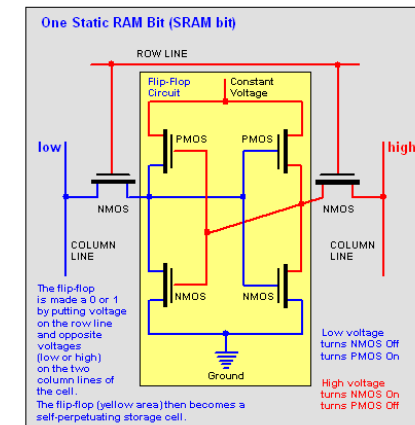 One Static RAM Bit (SRAM bit)
ROW LINE
Flip-Flop
Circuit
Constant
Voltage
PMOS
PMOS
low
high
NMOS
NMOS
COLUMN
LINE
COLUMN
LINE
NMOS
NMOS
The flip-flop
is made a 0 or 1
by putting voltage
on the row line
and opposite
voltages
(low or high)
on the two
column lines of
the cell.
The flip-flop (yellow area) then becomes a
self-perpetuating storage cell.
Ground
Low voltage
turns NMOS Off
turns PMOS On
High voltage
turns NMOS On
turns PMOS Off